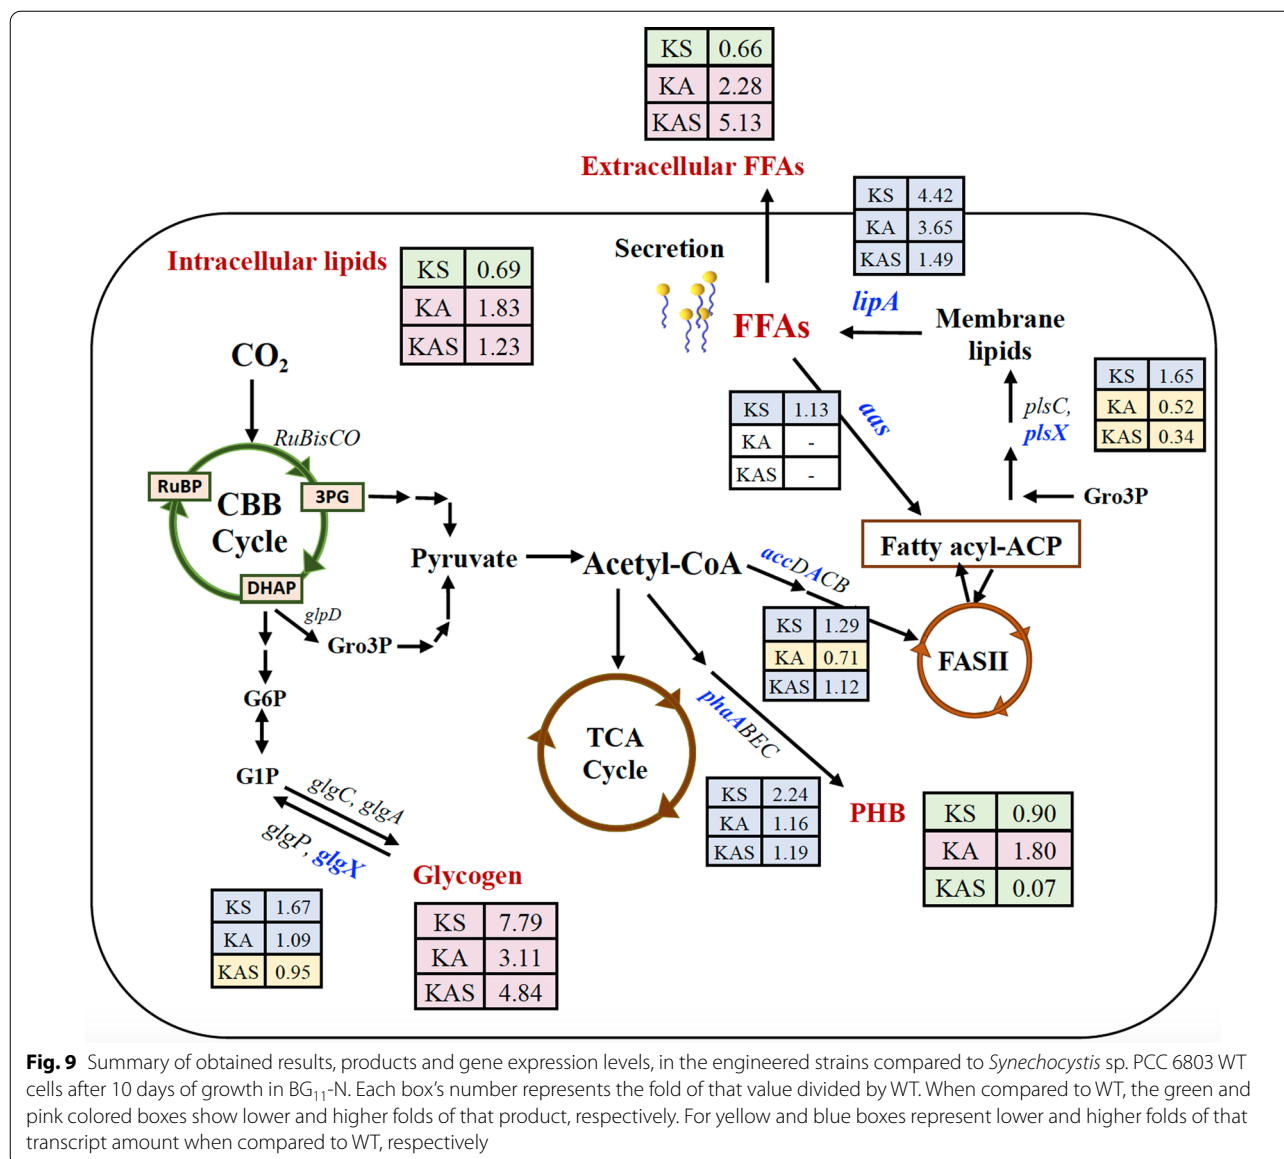 KS 0.66
KA 2.28
KAS 5.13
Extracellular FFAs
KS 4.42
KA 3.65
KAS 1.49
Secretion
Intracellular lipids
KS 0.69
KA 1.83
KAS 1.23
lipA
FFAs
Membrane
lipids
CO₂
KS 1.65
KA 0.52
KAS 0.34
KS 1.13
KA -
KAS -
aas
plsC,
plsX
RuBisCO
RuBP
3PG
CBB
Cycle
DHAP
Gro3P
Pyruvate
Acetyl-CoA
Fatty acyl-ACP
accDACB
glpD
Gro3P
KS 1.29
KA 0.71
KAS 1.12
FASII
G6P
phaABEC
TCA
Cycle
G1P
glgC, glgA
glgP, glgX
KS 2.24
KA 1.16
KAS 1.19
PHB
KS 0.90
KA 1.80
KAS 0.07
Glycogen
KS 1.67
KA 1.09
KAS 0.95
KS 7.79
KA 3.11
KAS 4.84
Fig. 9 Summary of obtained results, products and gene expression levels, in the engineered strains compared to Synechocystis sp. PCC 6803 WT
cells after 10 days of growth in BG₁₁-N. Each box's number represents the fold of that value divided by WT. When compared to WT, the green and
pink colored boxes show lower and higher folds of that product, respectively. For yellow and blue boxes represent lower and higher folds of that
transcript amount when compared to WT, respectively